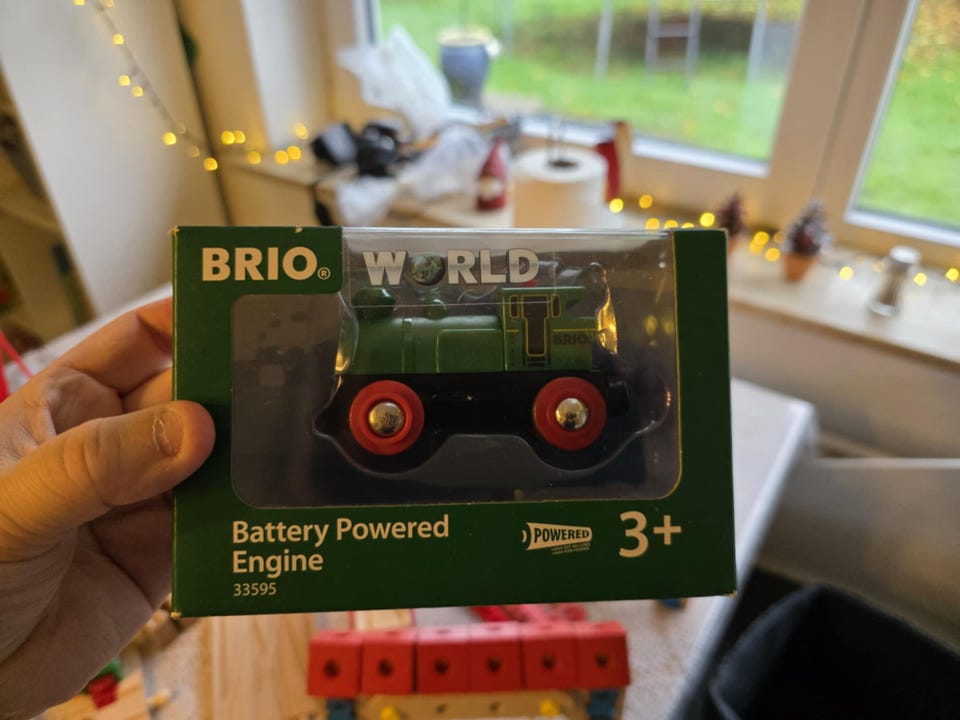 BRIO®
WORLD
BRIO
Battery Powered
Engine
33595
POWERED
3+